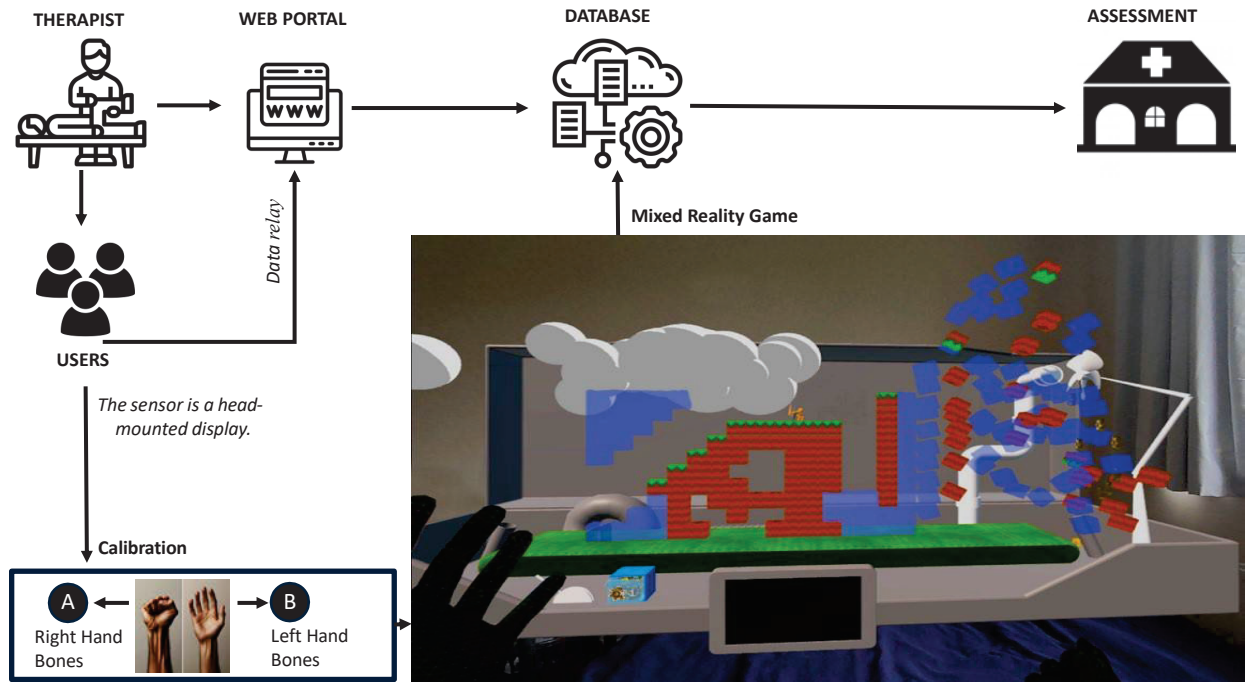 THERAPIST
WEB PORTAL
DATABASE
ASSESSMENT
WWW
Data relay
Mixed Reality Game
USERS
The sensor is a head-
mounted display.
Calibration
A
B
Right Hand
Bones
Left Hand
Bones